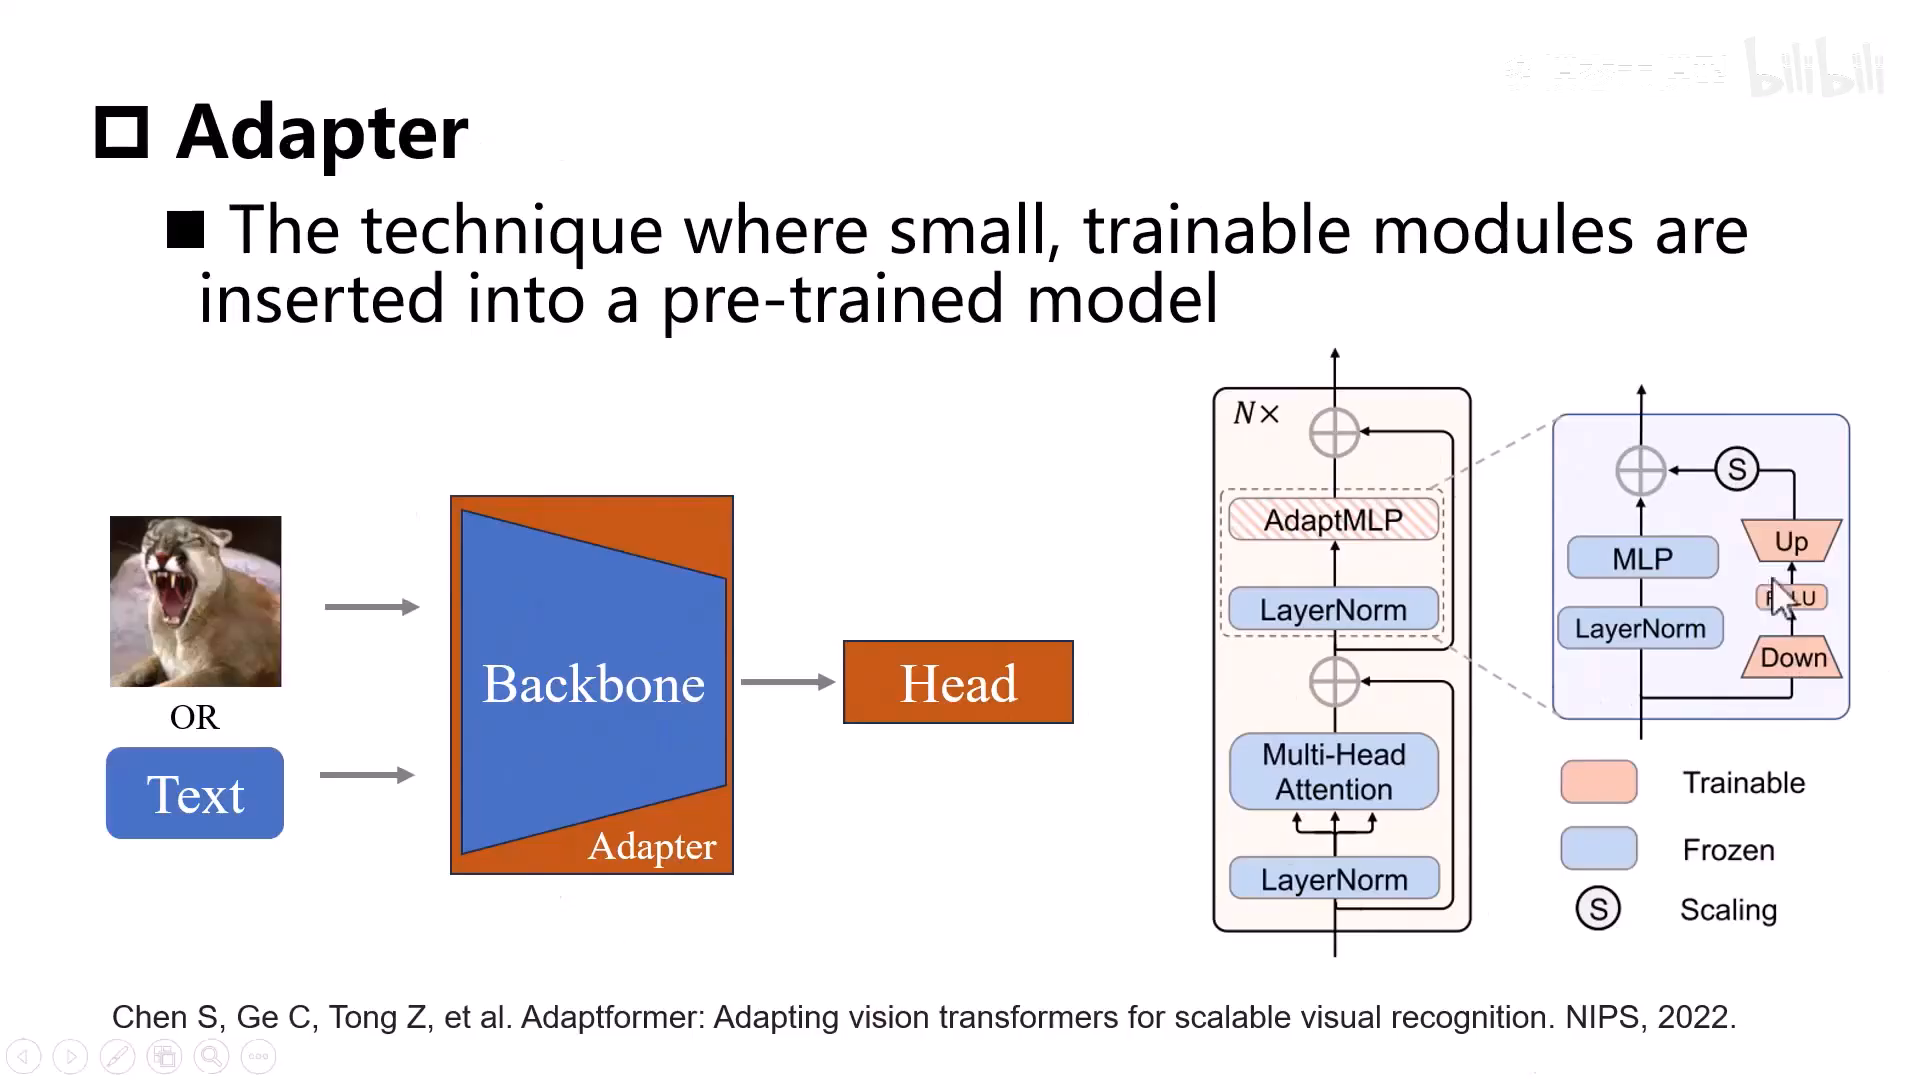 bilibili
Adapter
The technique where small, trainable modules are
inserted into a pre-trained model
OR
Text
Backbone
Adapter
Head
N×
AdaptMLP
LayerNorm
Multi-Head
Attention
LayerNorm
S
Up
MLP
LayerNorm
Down
Trainable
Frozen
S
Scaling
Chen S, Ge C, Tong Z, et al. Adaptformer: Adapting vision transformers for scalable visual recognition. NIPS, 2022.